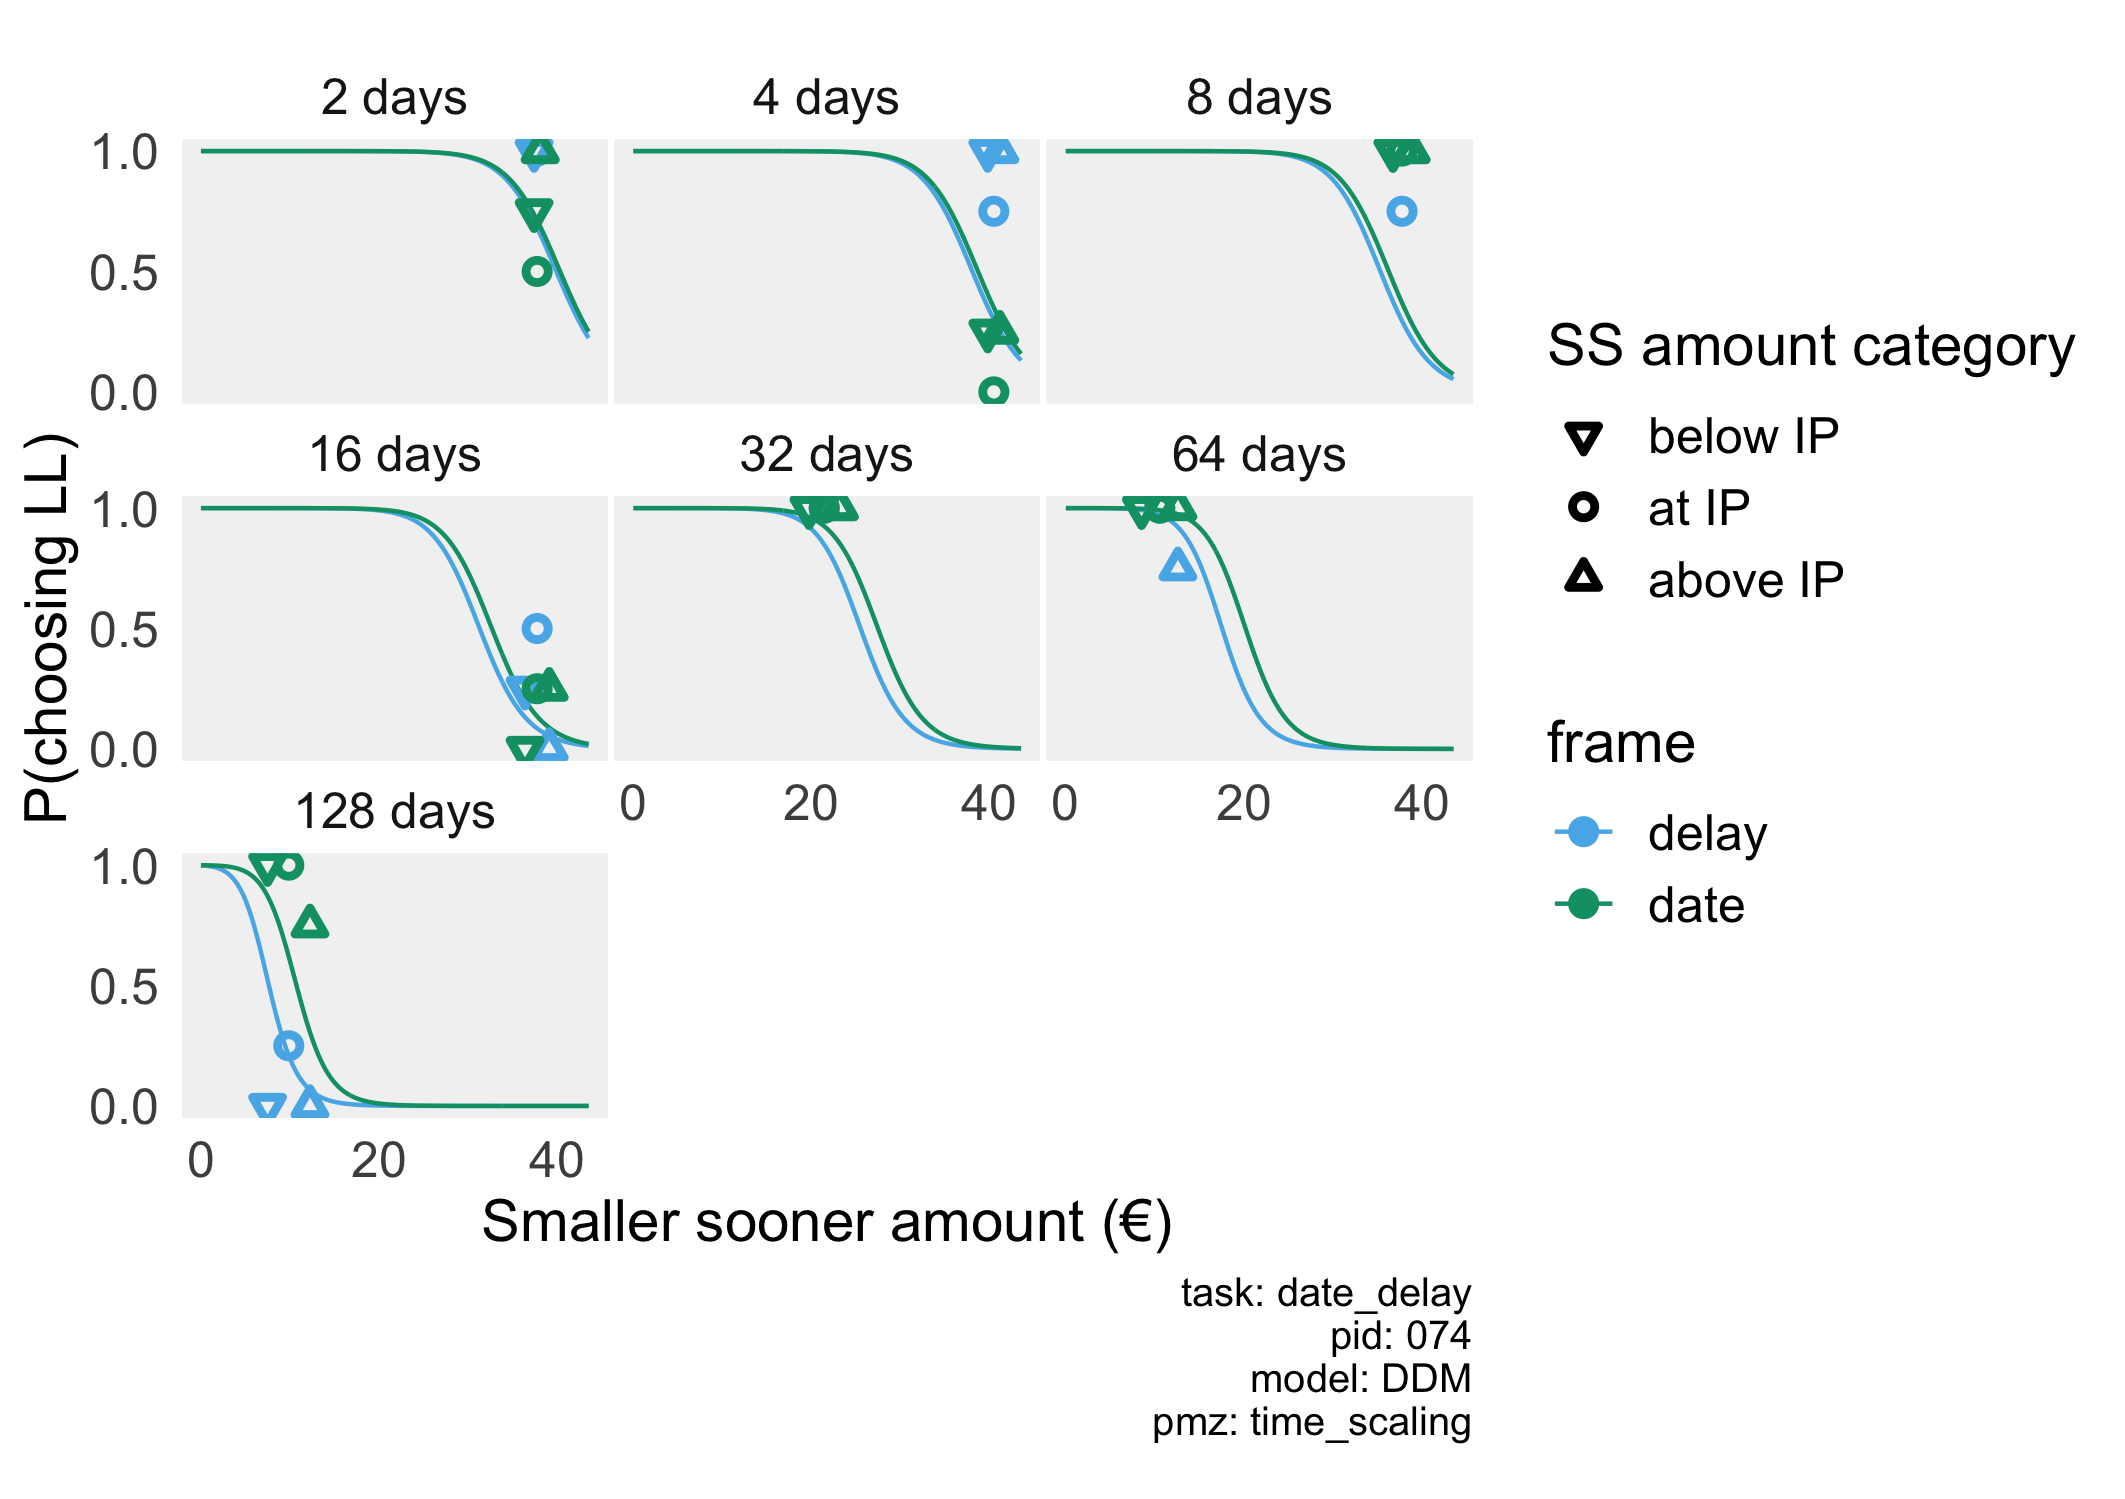 2 days
4 days
8 days
1.0
0.5
0.0
16 days
32 days
64 days
1.0
0.5
0.0
0
20
40
0
20
40
128 days
1.0
0.5
0.0
0
20
40
P(choosing LL)
Smaller sooner amount (€)
SS amount category
below IP
at IP
above IP
frame
delay
date
task: date_delay
pid: 074
model: DDM
pmz: time_scaling